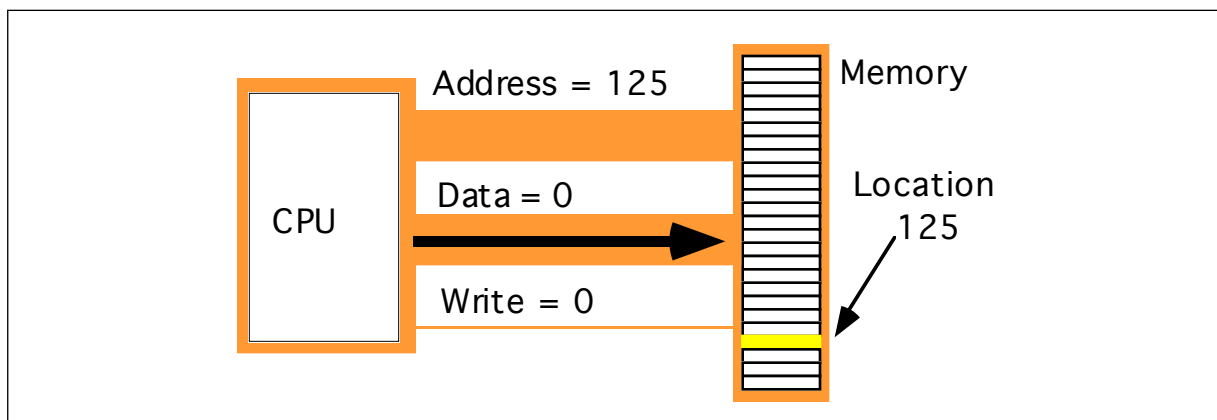 Address = 125
Memory
Data = 0
Location
125
CPU
Write = 0